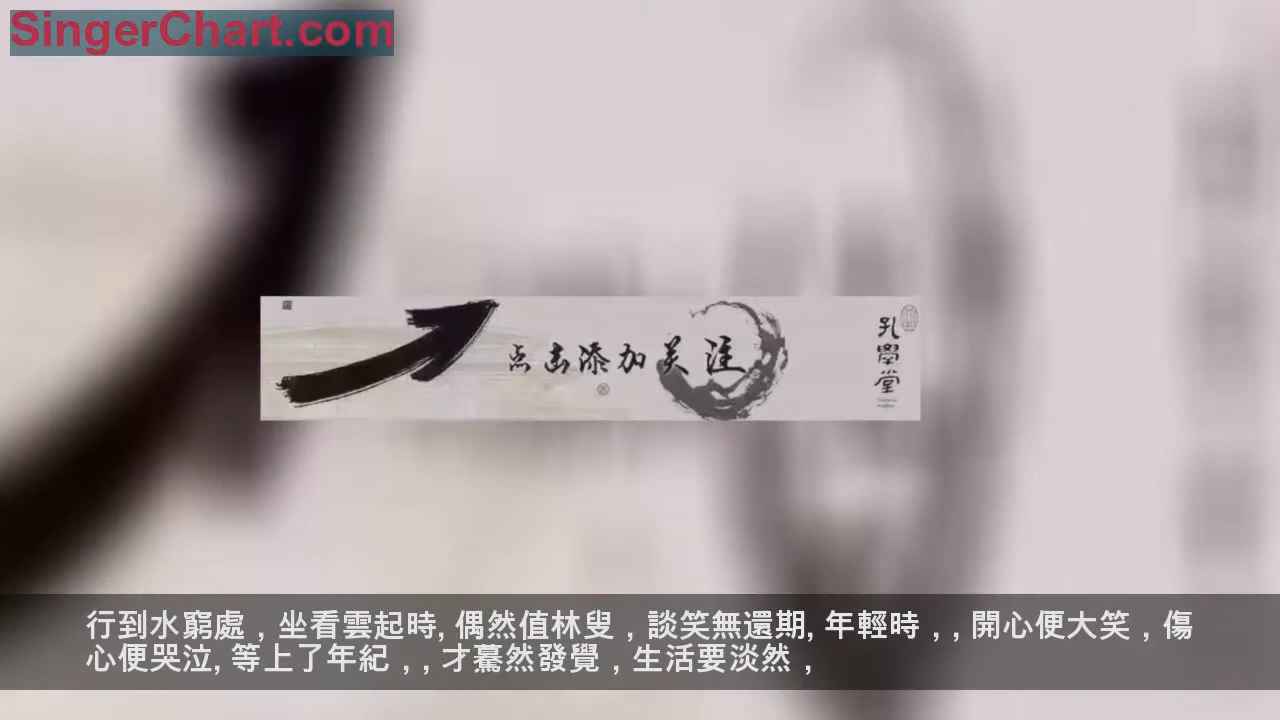 SingerChart.com
点击添加关注
孔學堂
行到水窮處，坐看雲起時, 偶然值林叟，談笑無還期, 年輕時，, 開心便大笑，傷
心便哭泣, 等上了年紀，, 才驀然發覺，生活要淡然，